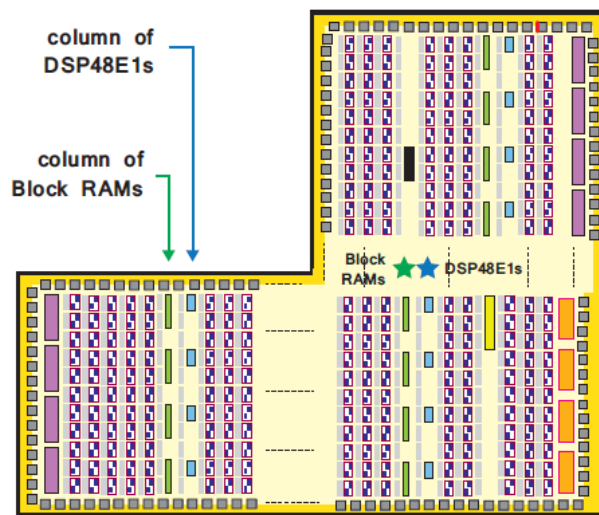 column of
DSP48E1s
column of
Block RAMs
Block
RAMs
DSP48E1s